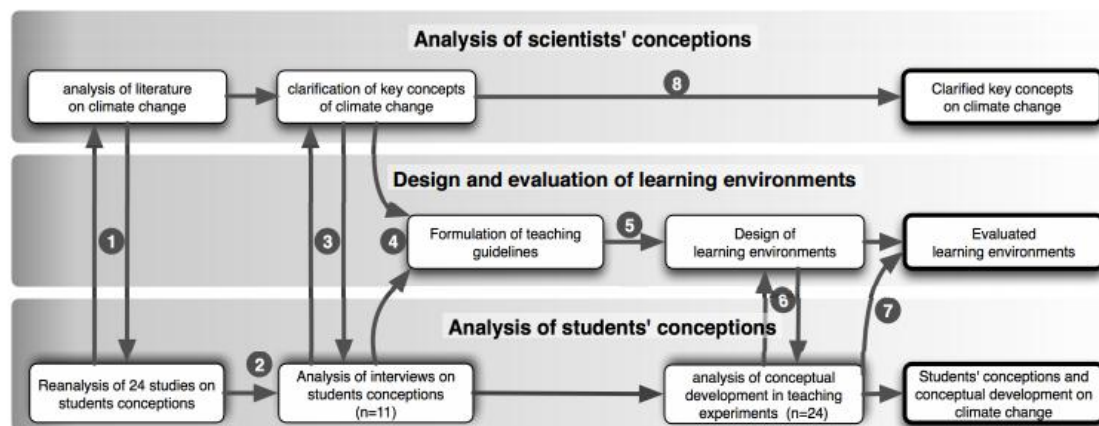 Analysis of scientists' conceptions
analysis of literature
on climate change
clarification of key concepts
of climate change
8
Clarified key concepts
on climate change
Design and evaluation of learning environments
1
3
4
Formulation of teaching
guidelines
5
Design of
learning environments
Evaluated
learning environments
6
7
Analysis of students' conceptions
2
Reanalysis of 24 studies on
students conceptions
Analysis of interviews on
students conceptions
(n=11)
analysis of conceptual
development in teaching
experiments (n=24)
Students' conceptions and
conceptual development on
climate change